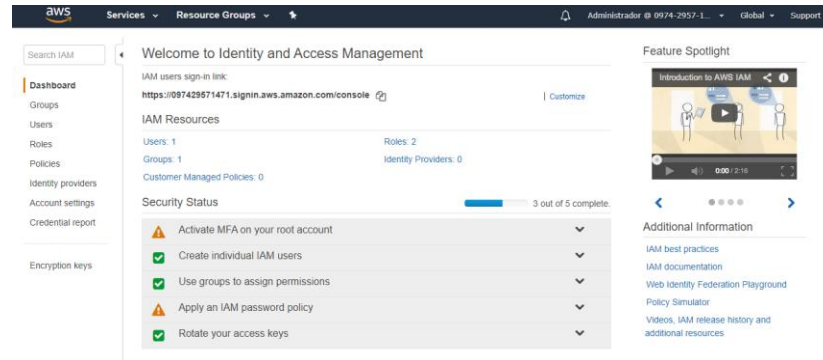 aws
Services
Resource Groups
Administrador @ 0974-2957-1...
Global
Support
Search IAM
Dashboard
Groups
Users
Roles
Policies
Identity providers
Account settings
Credential report
Encryption keys
Welcome to Identity and Access Management
IAM users sign-in link:
https://097429571471.signin.aws.amazon.com/console
Customize
IAM Resources
Users: 1
Roles: 2
Groups: 1
Identity Providers: 0
Customer Managed Policies: 0
Security Status
3 out of 5 complete.
Activate MFA on your root account
Create individual IAM users
Use groups to assign permissions
Apply an IAM password policy
Rotate your access keys
Feature Spotlight
Introduction to AWS IAM
0:00 / 2:16
Additional Information
IAM best practices
IAM documentation
Web Identity Federation Playground
Policy Simulator
Videos, IAM release history and
additional resources